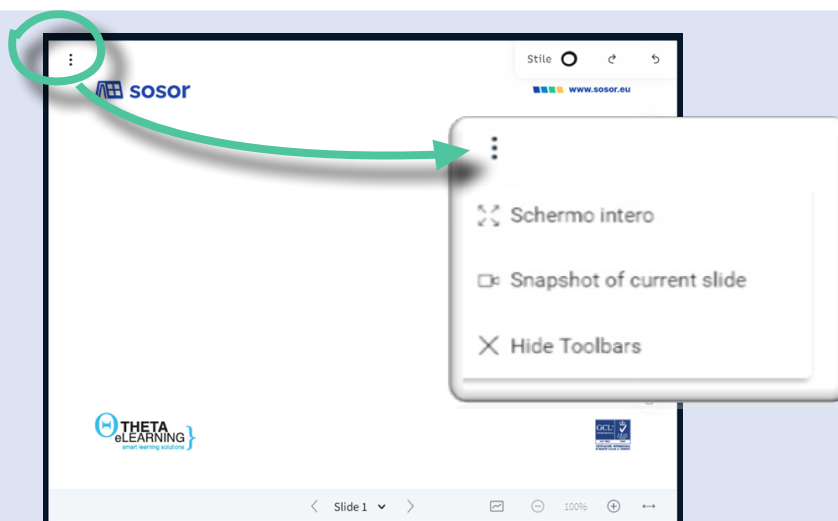 Stile
sosor
www.sosor.eu
Schermo intero
Snapshot of current slide
Hide Toolbars
THETA
eLEARNING
smart learning solutions
GCL
Slide 1
100%